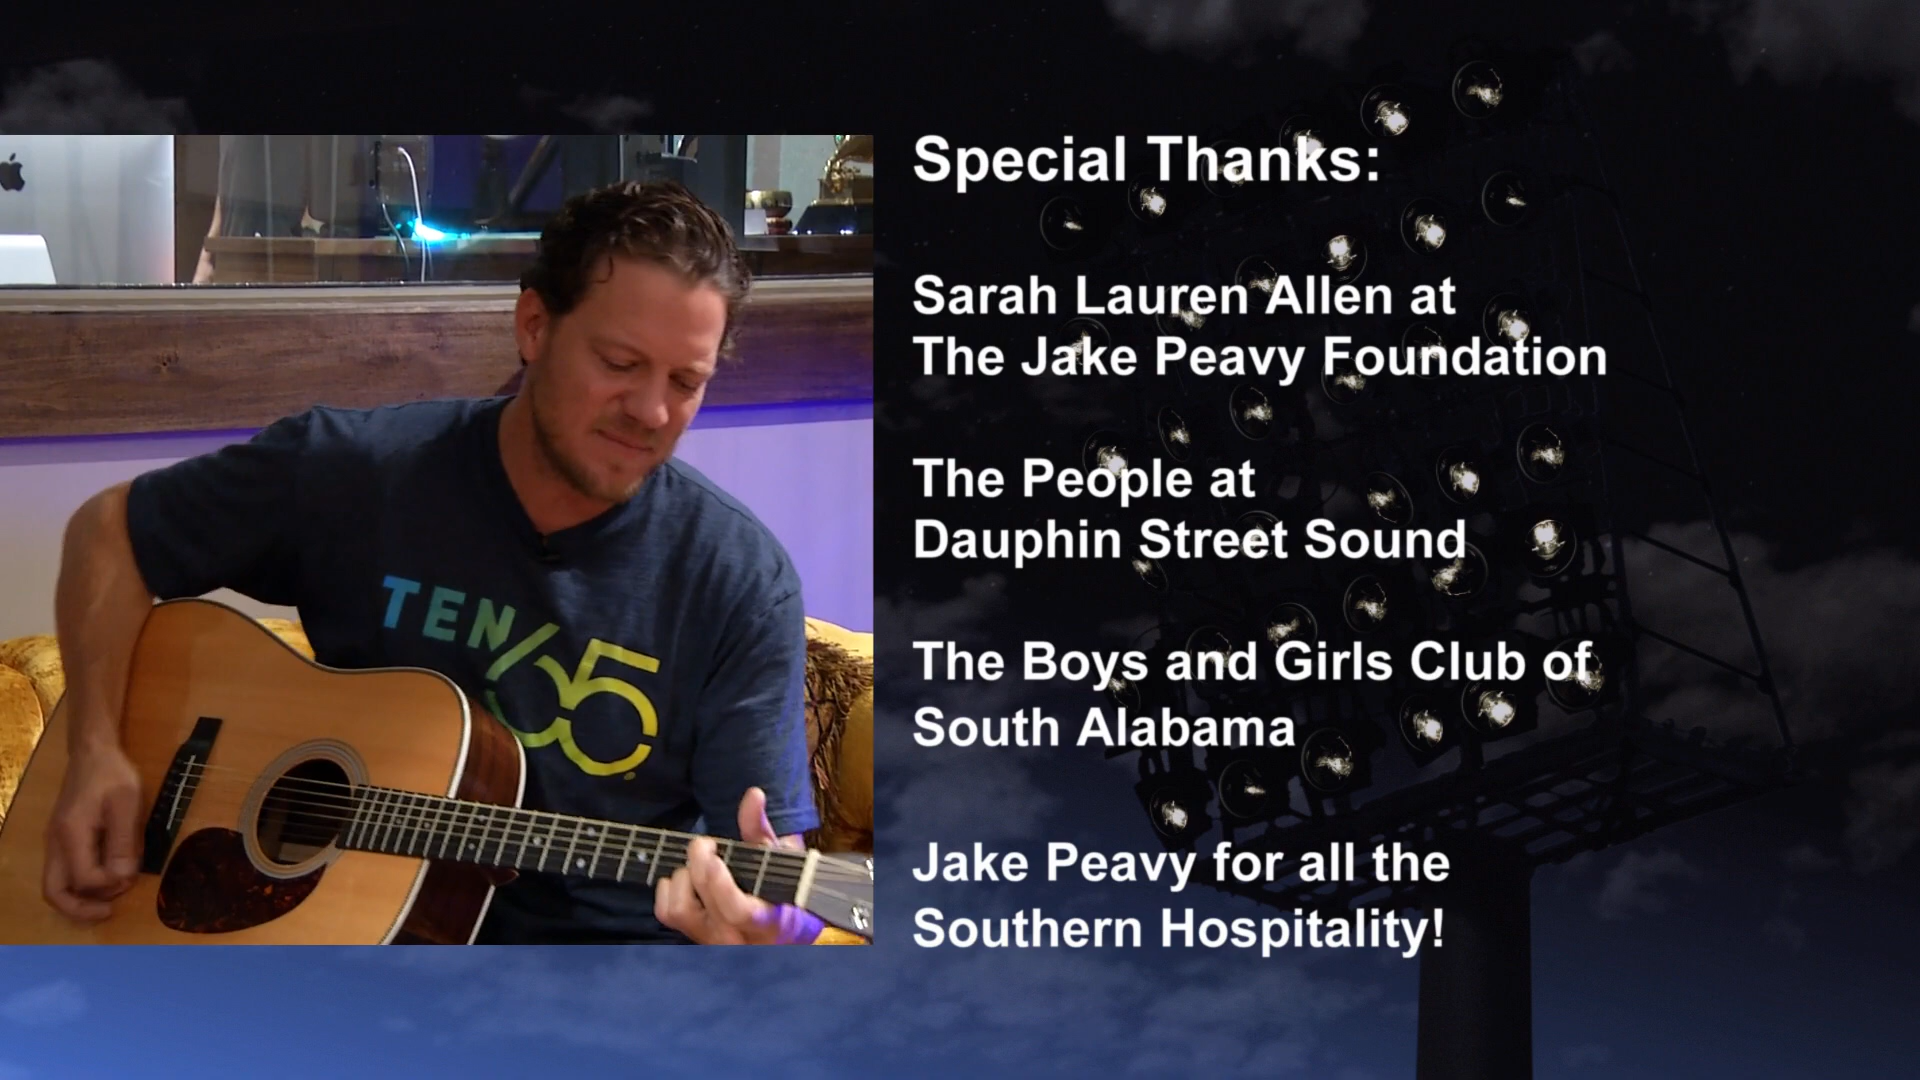 TEN/65
Special Thanks:
Sarah Lauren Allen at
The Jake Peavy Foundation
The People at
Dauphin Street Sound
The Boys and Girls Club of
South Alabama
Jake Peavy for all the
Southern Hospitality!